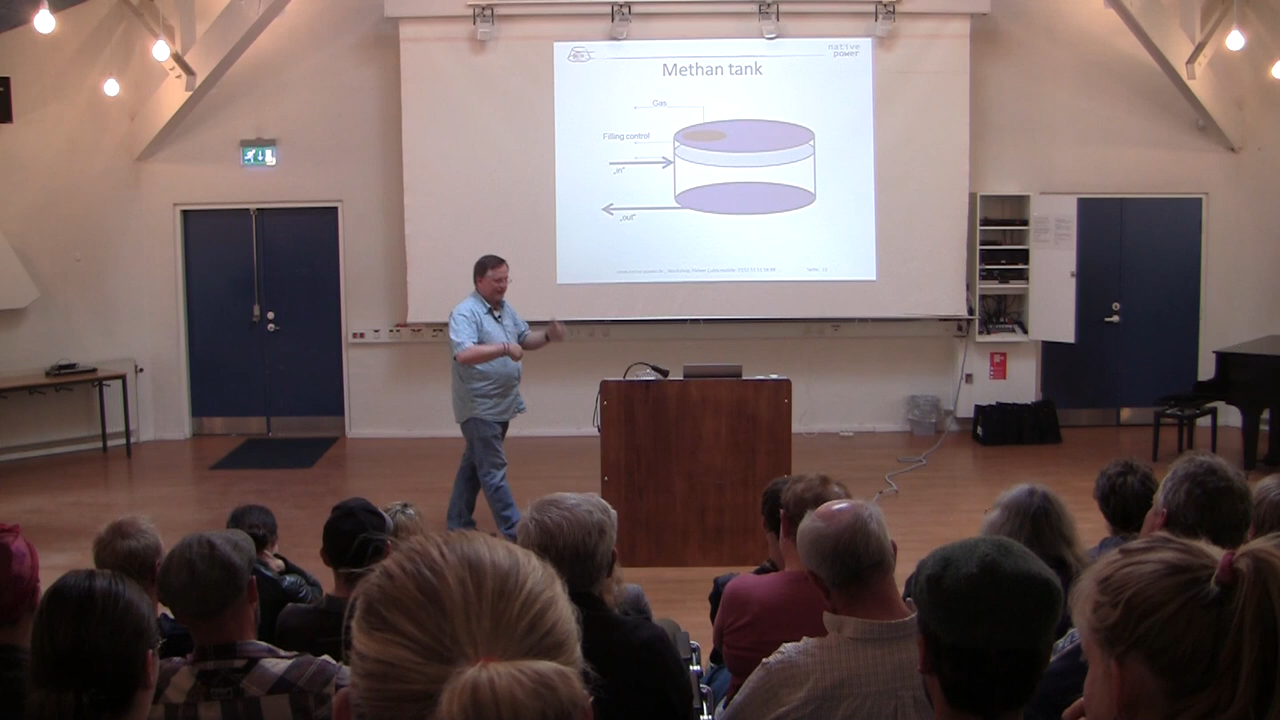 native
power
Methan tank
Gas
Filling control
„in"
„out"